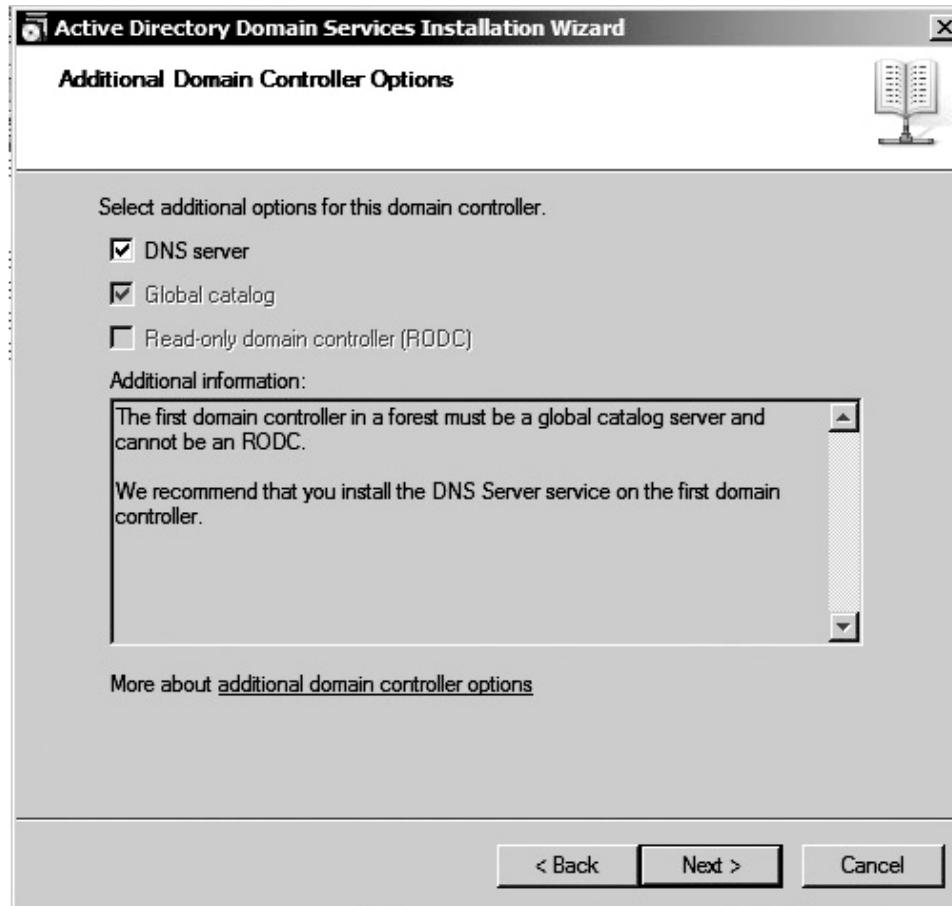 Active Directory Domain Services Installation Wizard
Additional Domain Controller Options
Select additional options for this domain controller.
DNS server
Global catalog
Read-only domain controller (RODC)
Additional information:
The first domain controller in a forest must be a global catalog server and
cannot be an RODC.
We recommend that you install the DNS Server service on the first domain
controller.
More about additional domain controller options
< Back
Next >
Cancel